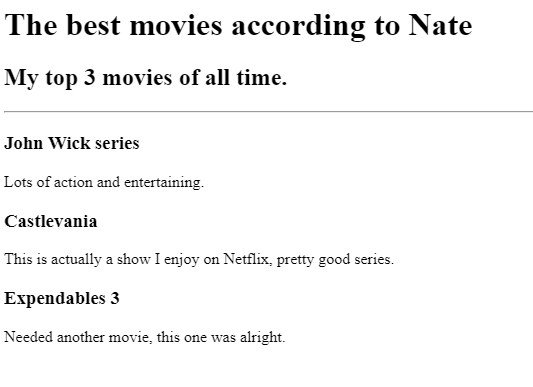 The best movies according to Nate
My top 3 movies of all time.
John Wick series
Lots of action and entertaining.
Castlevania
This is actually a show I enjoy on Netflix, pretty good series.
Expendables 3
Needed another movie, this one was alright.